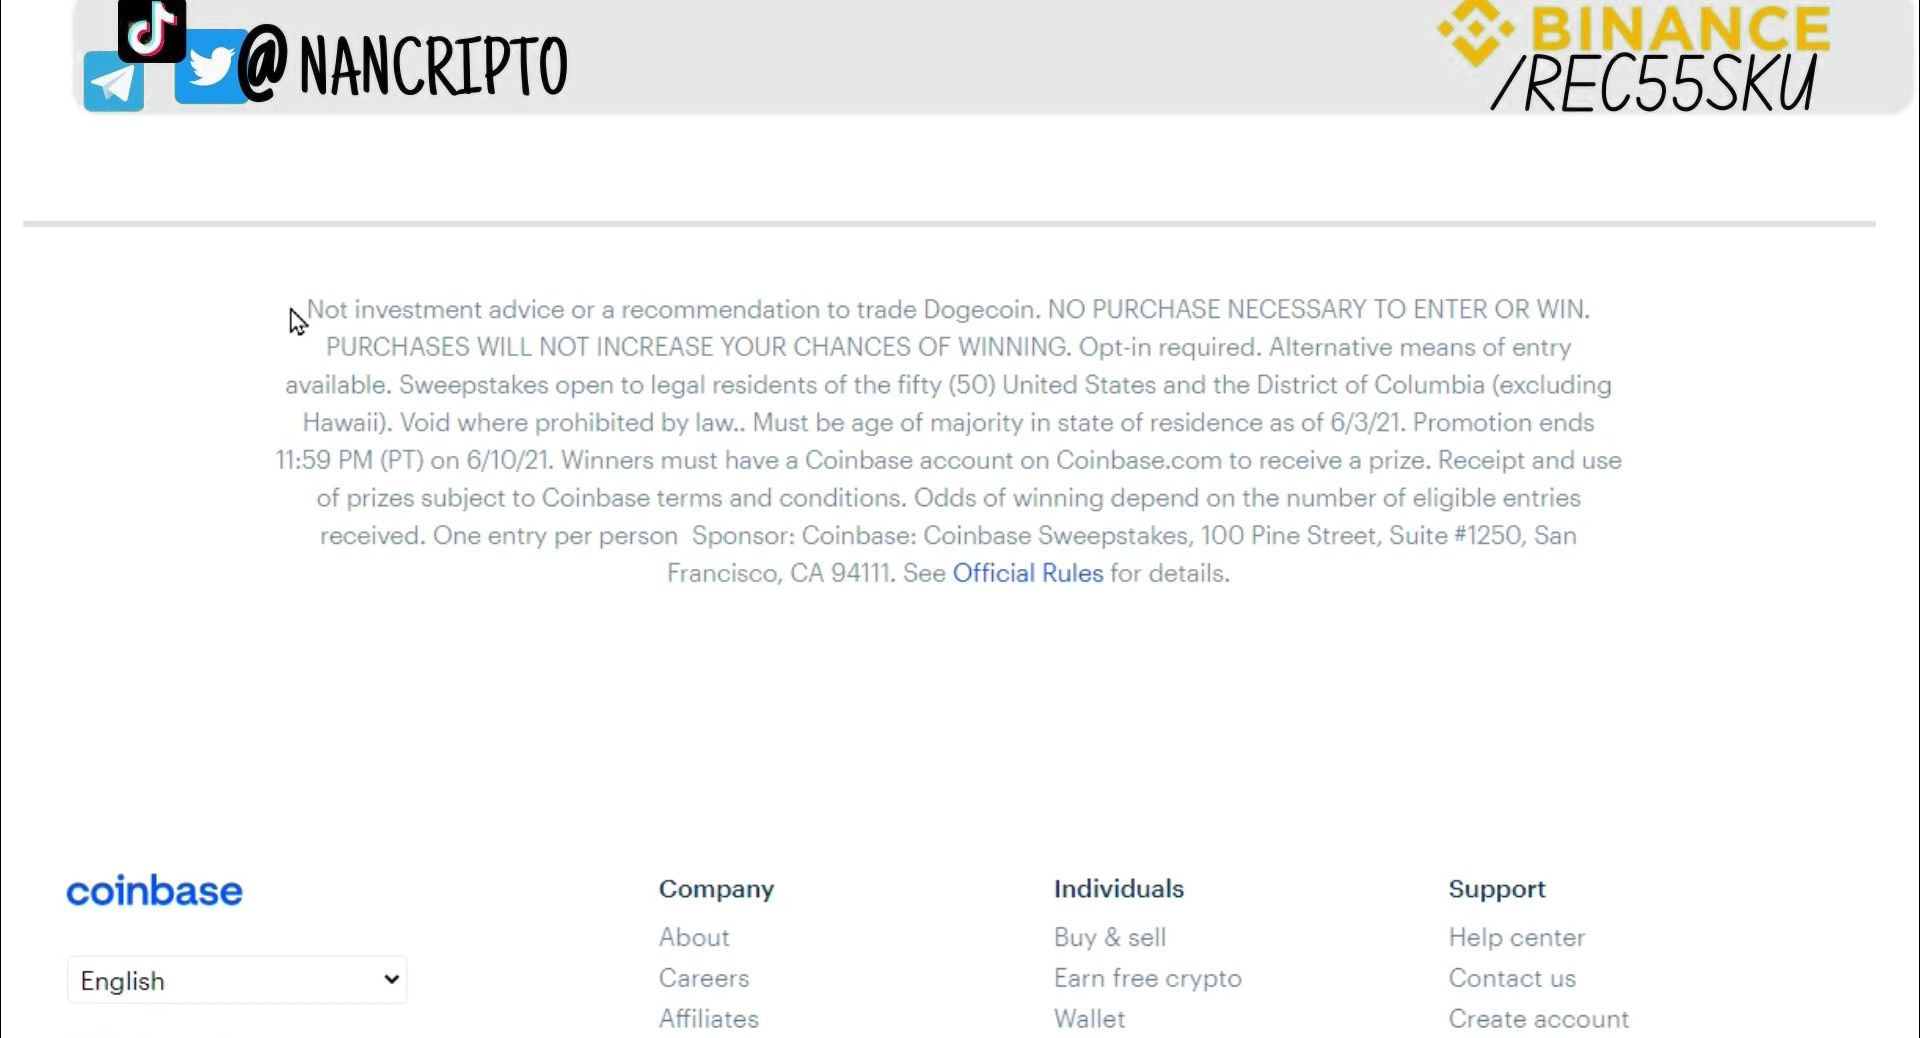 @NANCRIPTO
BINANCE
/REC55SKU
Not investment advice or a recommendation to trade Dogecoin. NO PURCHASE NECESSARY TO ENTER OR WIN.
PURCHASES WILL NOT INCREASE YOUR CHANCES OF WINNING. Opt-in required. Alternative means of entry
available. Sweepstakes open to legal residents of the fifty (50) United States and the District of Columbia (excluding
Hawaii). Void where prohibited by law.. Must be age of majority in state of residence as of 6/3/21. Promotion ends
11:59 PM (PT) on 6/10/21. Winners must have a Coinbase account on Coinbase.com to receive a prize. Receipt and use
of prizes subject to Coinbase terms and conditions. Odds of winning depend on the number of eligible entries
received. One entry per person  Sponsor: Coinbase: Coinbase Sweepstakes, 100 Pine Street, Suite #1250, San
Francisco, CA 94111. See Official Rules for details.
coinbase
English
Company
About
Careers
Affiliates
Individuals
Buy & sell
Earn free crypto
Wallet
Support
Help center
Contact us
Create account